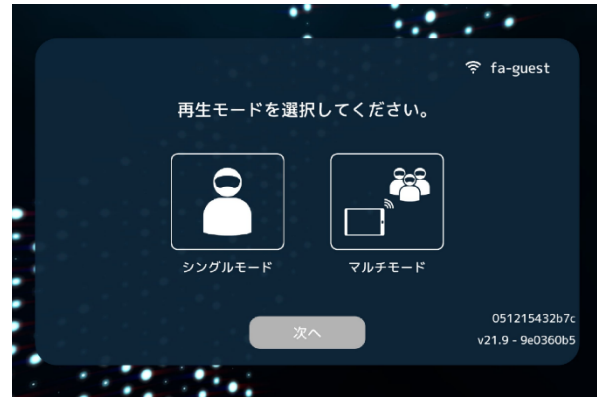 fa-guest
再生モードを選択してください。
シングルモード
マルチモード
次へ
051215432b7c
v21.9 - 9e0360b5